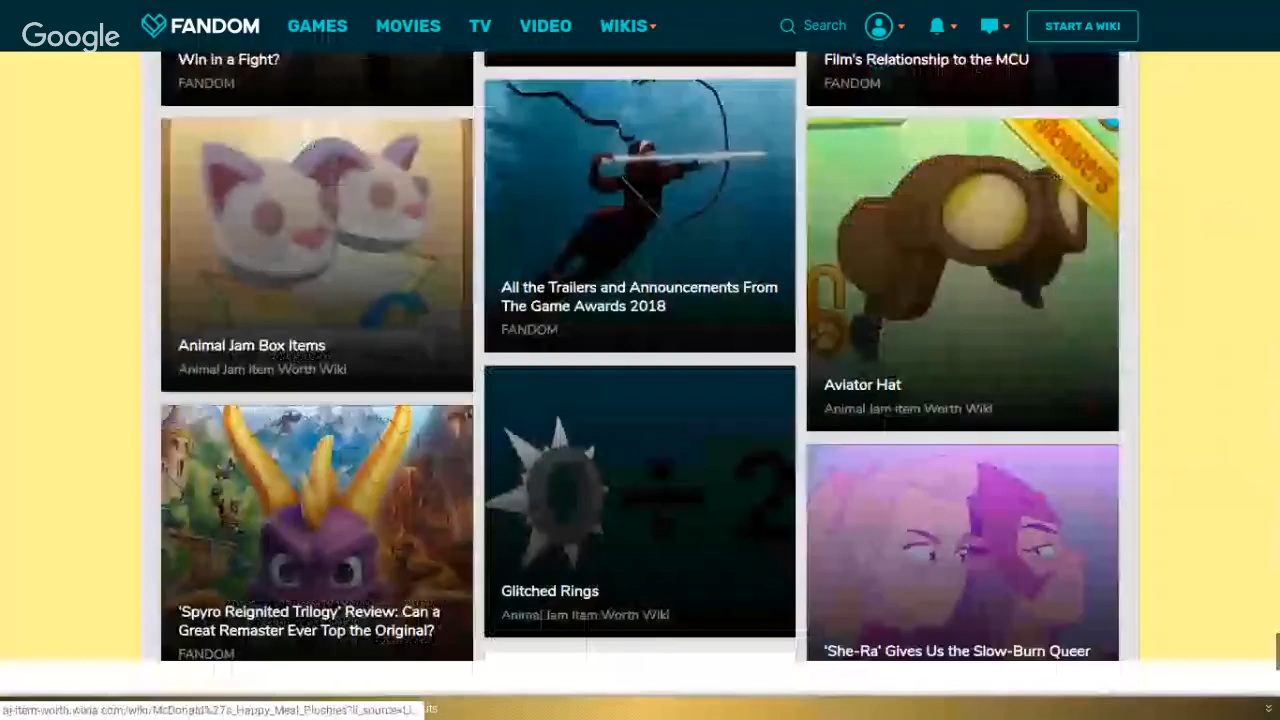 Google
FANDOM GAMES MOVIES TV VIDEO WIKIS Search START A WIKI
Win in a Fight?
FANDOM
Film's Relationship to the MCU
FANDOM
Animal Jam Box Items
Animal Jam Item Worth Wiki
All the Trailers and Announcements From
The Game Awards 2018
FANDOM
Aviator Hat
Animal Jam Item Worth Wiki
'Spyro Reignited Trilogy' Review: Can a
Great Remaster Ever Top the Original?
FANDOM
÷ 2
Glitched Rings
Animal Jam Item Worth Wiki
'She-Ra' Gives Us the Slow-Burn Queer